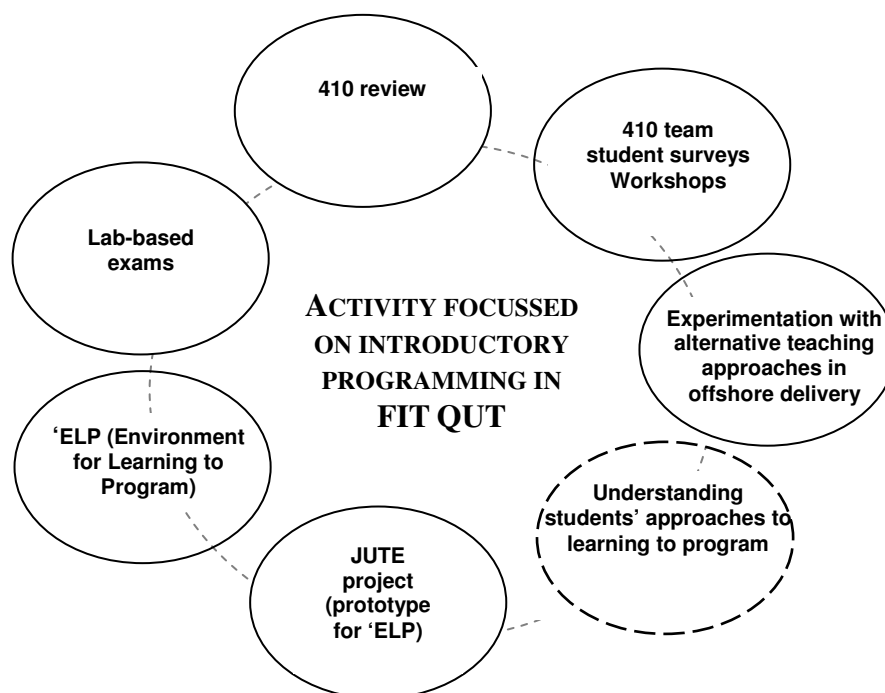 410 review
410 team
student surveys
Workshops
Lab-based
exams
ACTIVITY FOCUSSED
ON INTRODUCTORY
PROGRAMMING IN
FIT QUT
Experimentation with
alternative teaching
approaches in
offshore delivery
‘ELP (Environment
for Learning to
Program)
Understanding
students’ approaches to
learning to program
JUTE
project
(prototype
for ‘ELP)